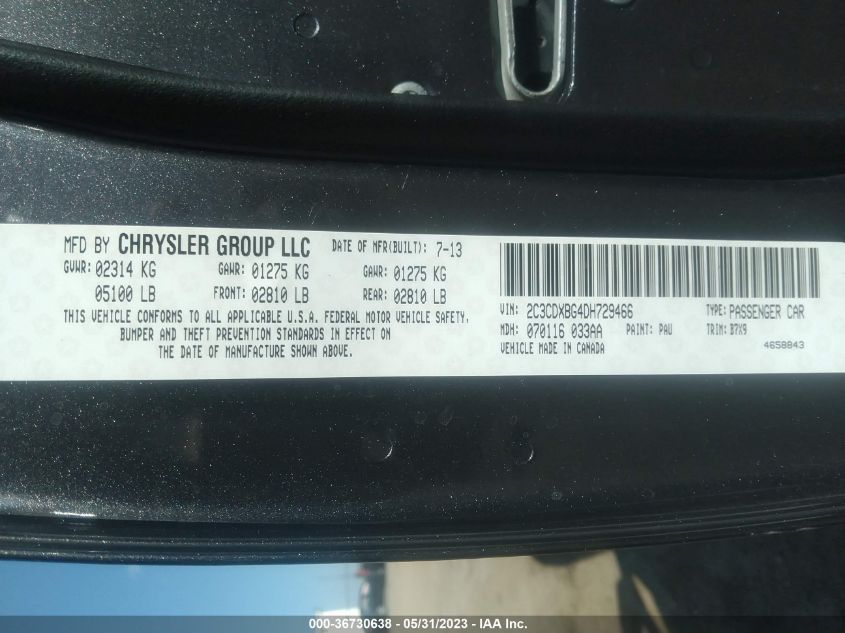 MFD BY CHRYSLER GROUP LLC DATE OF MFR(BUILT): 7-13
GVWR: 02314 KG GAWR: 01275 KG GAWR: 01275 KG
05100 LB FRONT: 02810 LB REAR: 02810 LB
THIS VEHICLE CONFORMS TO ALL APPLICABLE U.S.A. FEDERAL MOTOR VEHICLE SAFETY,
BUMPER AND THEFT PREVENTION STANDARDS IN EFFECT ON
THE DATE OF MANUFACTURE SHOWN ABOVE.
VIN: 2C3CDXBG4DH729466 TYPE: PASSENGER CAR
MDH: 070116 033AA PAINT: PAU TRIM: B7X9
VEHICLE MADE IN CANADA 4658843
000-36730638 - 05/31/2023 - IAA Inc.